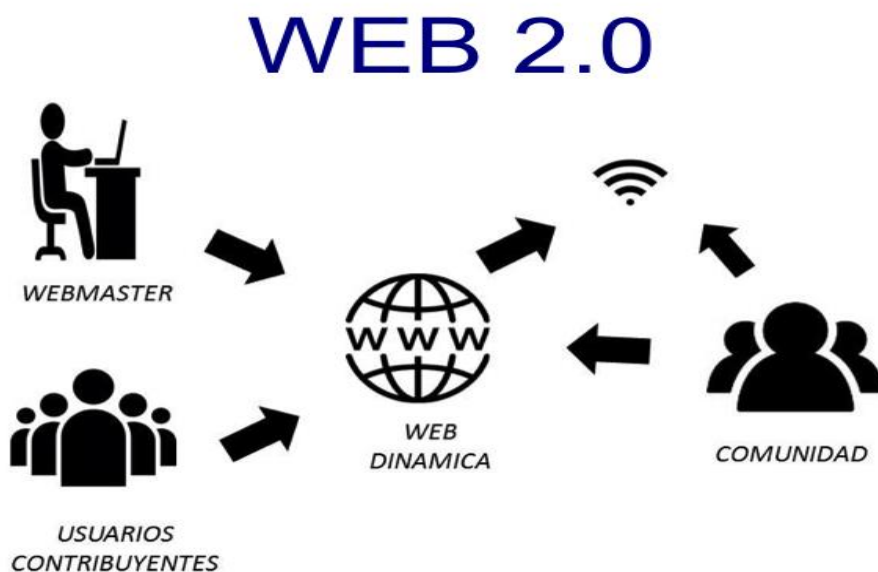 WEB 2.0
WEBMASTER
WWW
WEB
DINAMICA
COMUNIDAD
USUARIOS
CONTRIBUYENTES